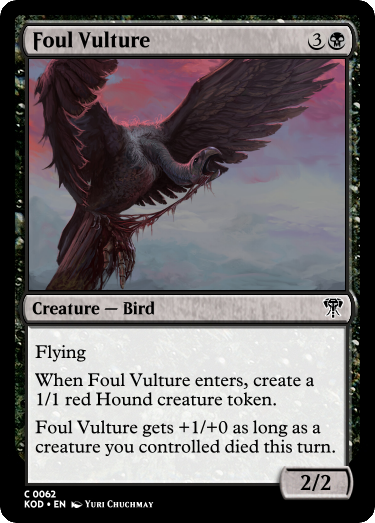 Foul Vulture 3
Creature — Bird
Flying
When Foul Vulture enters, create a
1/1 red Hound creature token.
Foul Vulture gets +1/+0 as long as a
creature you controlled died this turn.
2/2
C 0062
KOD • EN Yuri Chuchmay